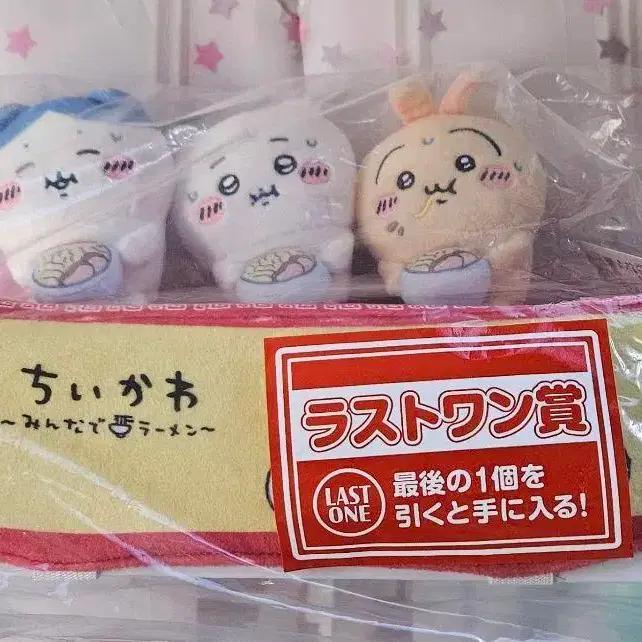 ちいかわ
～みんなでラーメン～
ラストワン賞
LAST
ONE
最後の1個を
引くと手に入る!